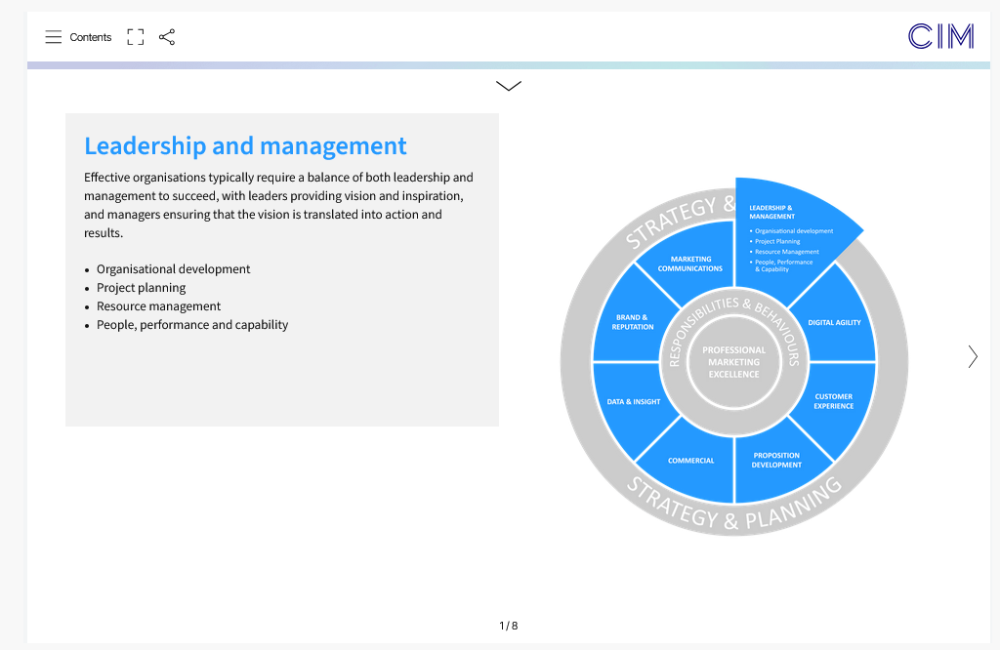 Contents
CIM
Leadership and management
Effective organisations typically require a balance of both leadership and
management to succeed, with leaders providing vision and inspiration,
and managers ensuring that the vision is translated into action and
results.
• Organisational development
• Project planning
• Resource management
• People, performance and capability
STRATEGY &
LEADERSHIP &
MANAGEMENT
• Organisational development
• Project Planning
• Resource Management
• People, Performance
& Capability
MARKETING
COMMUNICATIONS
BRAND &
REPUTATION
DIGITAL AGILITY
RESPONSIBILITIES & BEHAVIOURS
PROFESSIONAL
MARKETING
EXCELLENCE
DATA & INSIGHT
CUSTOMER
EXPERIENCE
COMMERCIAL
PROPOSITION
DEVELOPMENT
STRATEGY & PLANNING
1/8